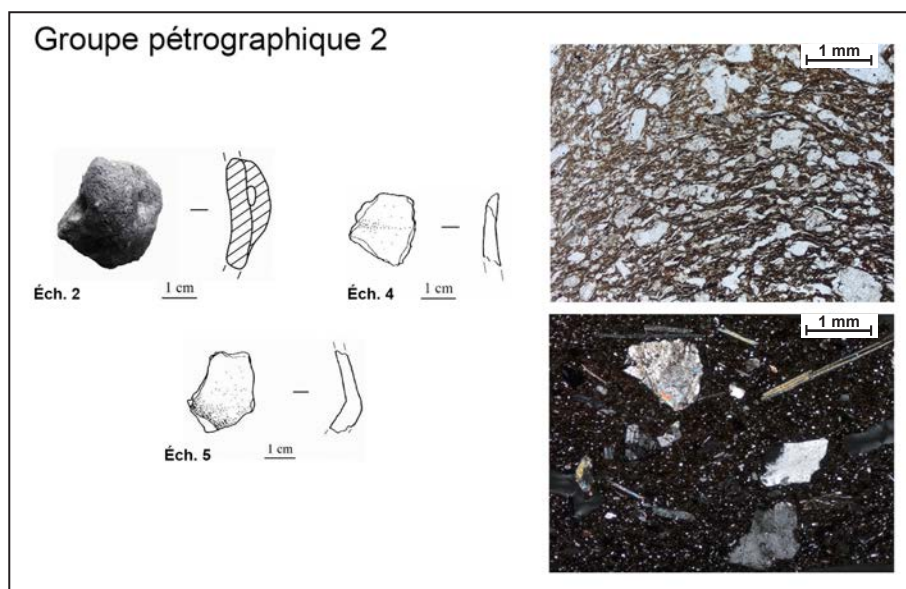 Groupe pétrographique 2
1 mm
Éch. 2
1 cm
Éch. 4
1 cm
Éch. 5
1 cm
1 mm